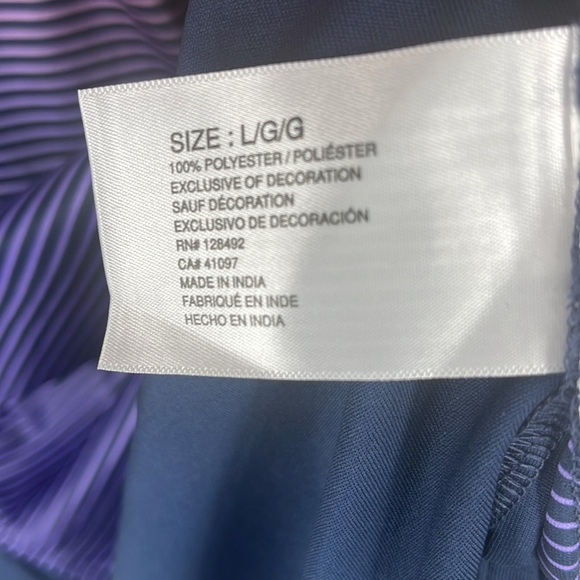 SIZE : L/G/G
100% POLYESTER / POLIÉSTER
EXCLUSIVE OF DECORATION
SAUF DÉCORATION
EXCLUSIVO DE DECORACIÓN
RN# 128492
CA# 41097
MADE IN INDIA
FABRIQUÉ EN INDE
HECHO EN INDIA